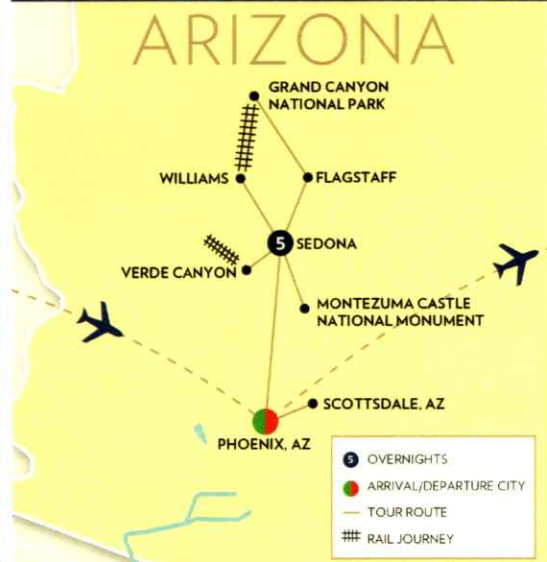 ARIZONA
GRAND CANYON
NATIONAL PARK
WILLIAMS
FLAGSTAFF
5 SEDONA
VERDE CANYON
MONTEZUMA CASTLE
NATIONAL MONUMENT
SCOTTSDALE, AZ
PHOENIX, AZ
5 OVERNIGHTS
ARRIVAL/DEPARTURE CITY
TOUR ROUTE
RAIL JOURNEY